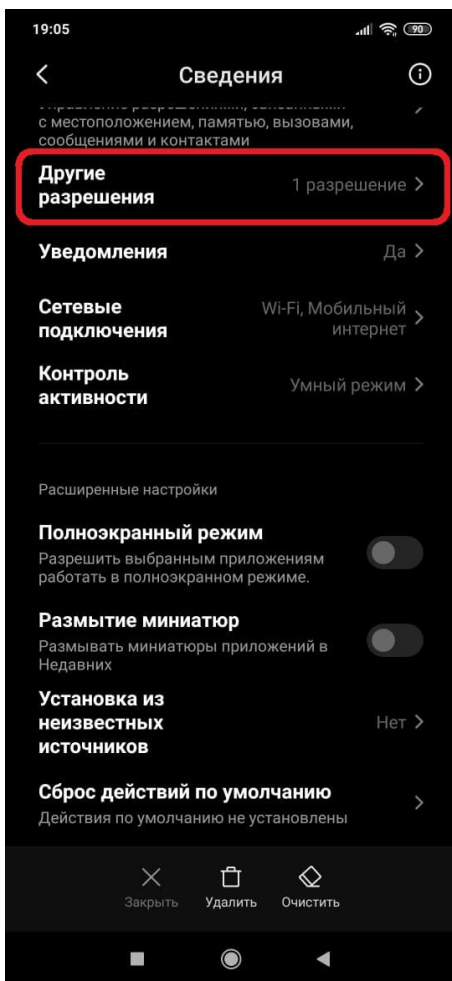 19:05
90
Сведения
Управление разрешениями, связанными
с местоположением, памятью, вызовами,
сообщениями и контактами
Другие
разрешения
1 разрешение
Уведомления
Да
Сетевые
подключения
Wi-Fi, Мобильный
интернет
Контроль
активности
Умный режим
Расширенные настройки
Полноэкранный режим
Разрешить выбранным приложениям
работать в полноэкранном режиме.
Размытие миниатюр
Размывать миниатюры приложений в
Недавних
Установка из
неизвестных
источников
Нет
Сброс действий по умолчанию
Действия по умолчанию не установлены
Закрыть
Удалить
Очистить